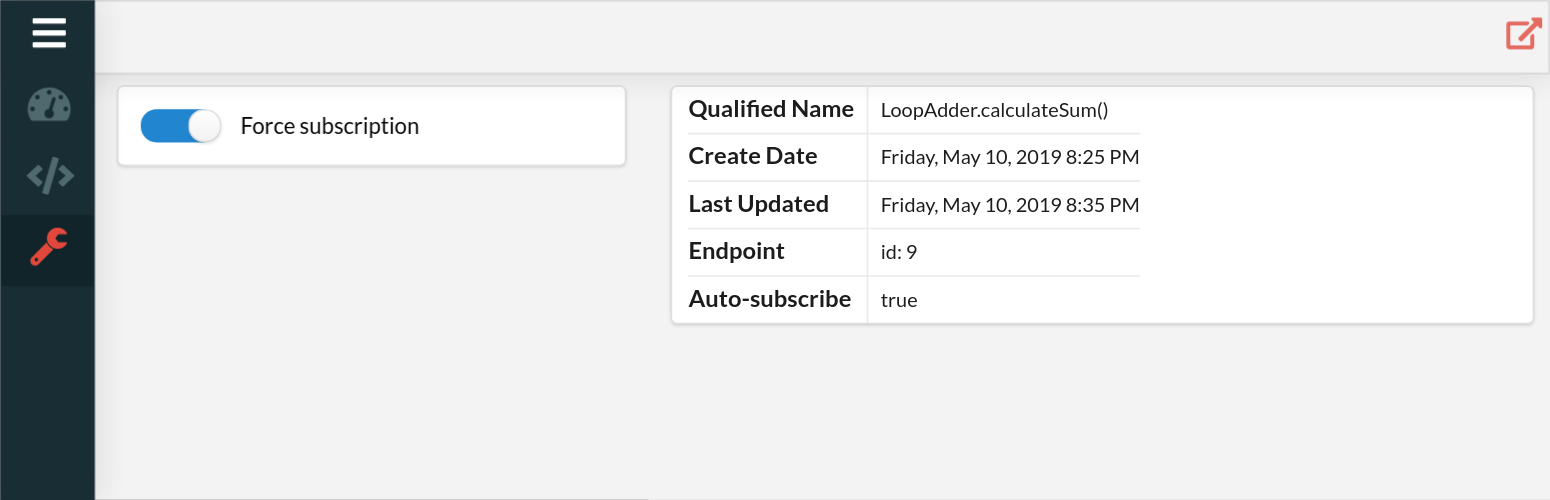 Force subscription
Qualified Name LoopAdder.calculateSum()
Create Date Friday, May 10, 2019 8:25 PM
Last Updated Friday, May 10, 2019 8:35 PM
Endpoint id: 9
Auto-subscribe true